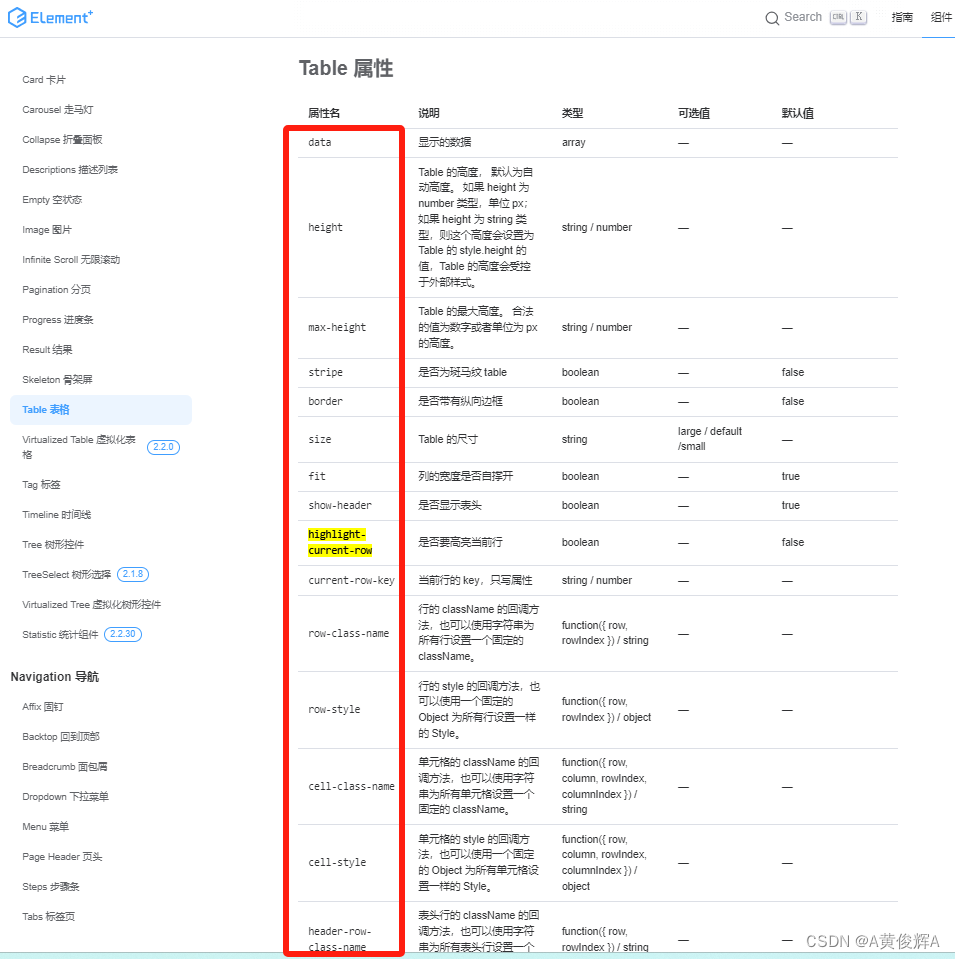 ELement+
Search
CTRL K
指南
组件
Card 卡片
Carousel 走马灯
Collapse 折叠面板
Descriptions 描述列表
Empty 空状态
Image 图片
Infinite Scroll 无限滚动
Pagination 分页
Progress 进度条
Result 结果
Skeleton 骨架屏
Table 表格
Virtualized Table 虚拟化表
格
2.2.0
Tag 标签
Timeline 时间线
Tree 树形控件
TreeSelect 树形选择 2.1.8
Virtualized Tree 虚拟化树形控件
Statistic 统计组件 2.2.30
Navigation 导航
Affix 固钉
Backtop 回到顶部
Breadcrumb 面包屑
Dropdown 下拉菜单
Menu 菜单
Page Header 页头
Steps 步骤条
Tabs 标签页
Table 属性
属性名 说明 类型 可选值 默认值
data 显示的数据 array — —
height
Table 的高度， 默认为自
动高度。 如果 height 为
number 类型，单位 px；
如果 height 为 string 类
型，则这个高度会设置为
Table 的 style.height 的
值，Table 的高度会受控
于外部样式。
string / number — —
max-height
Table 的最大高度。 合法
的值为数字或者单位为 px
的高度。
string / number — —
stripe 是否为斑马纹 table boolean — false
border 是否带有纵向边框 boolean — false
size Table 的尺寸 string
large / default
/small
—
fit 列的宽度是否自撑开 boolean — true
show-header 是否显示表头 boolean — true
highlight-
current-row
是否要高亮当前行 boolean — false
current-row-key 当前行的 key，只写属性 string / number — —
row-class-name
行的 className 的回调方
法，也可以使用字符串为
所有行设置一个固定的
className。
function({ row,
rowIndex }) / string
— —
row-style
行的 style 的回调方法，也
可以使用一个固定的
Object 为所有行设置一样
的 Style。
function({ row,
rowIndex }) / object
— —
cell-class-name
单元格的 className 的回
调方法，也可以使用字符
串为所有单元格设置一个
固定的 className。
function({ row,
column, rowIndex,
columnIndex }) /
string
— —
cell-style
单元格的 style 的回调方
法，也可以使用一个固定
的 Object 为所有单元格设
置一样的 Style。
function({ row,
column, rowIndex,
columnIndex }) /
object
— —
header-row-
class-name
表头行的 className 的回
调方法，也可以使用字符
串为所有表头行设置一个
function({ row,
rowIndex }) / string
— —
CSDN @A黄俊辉A